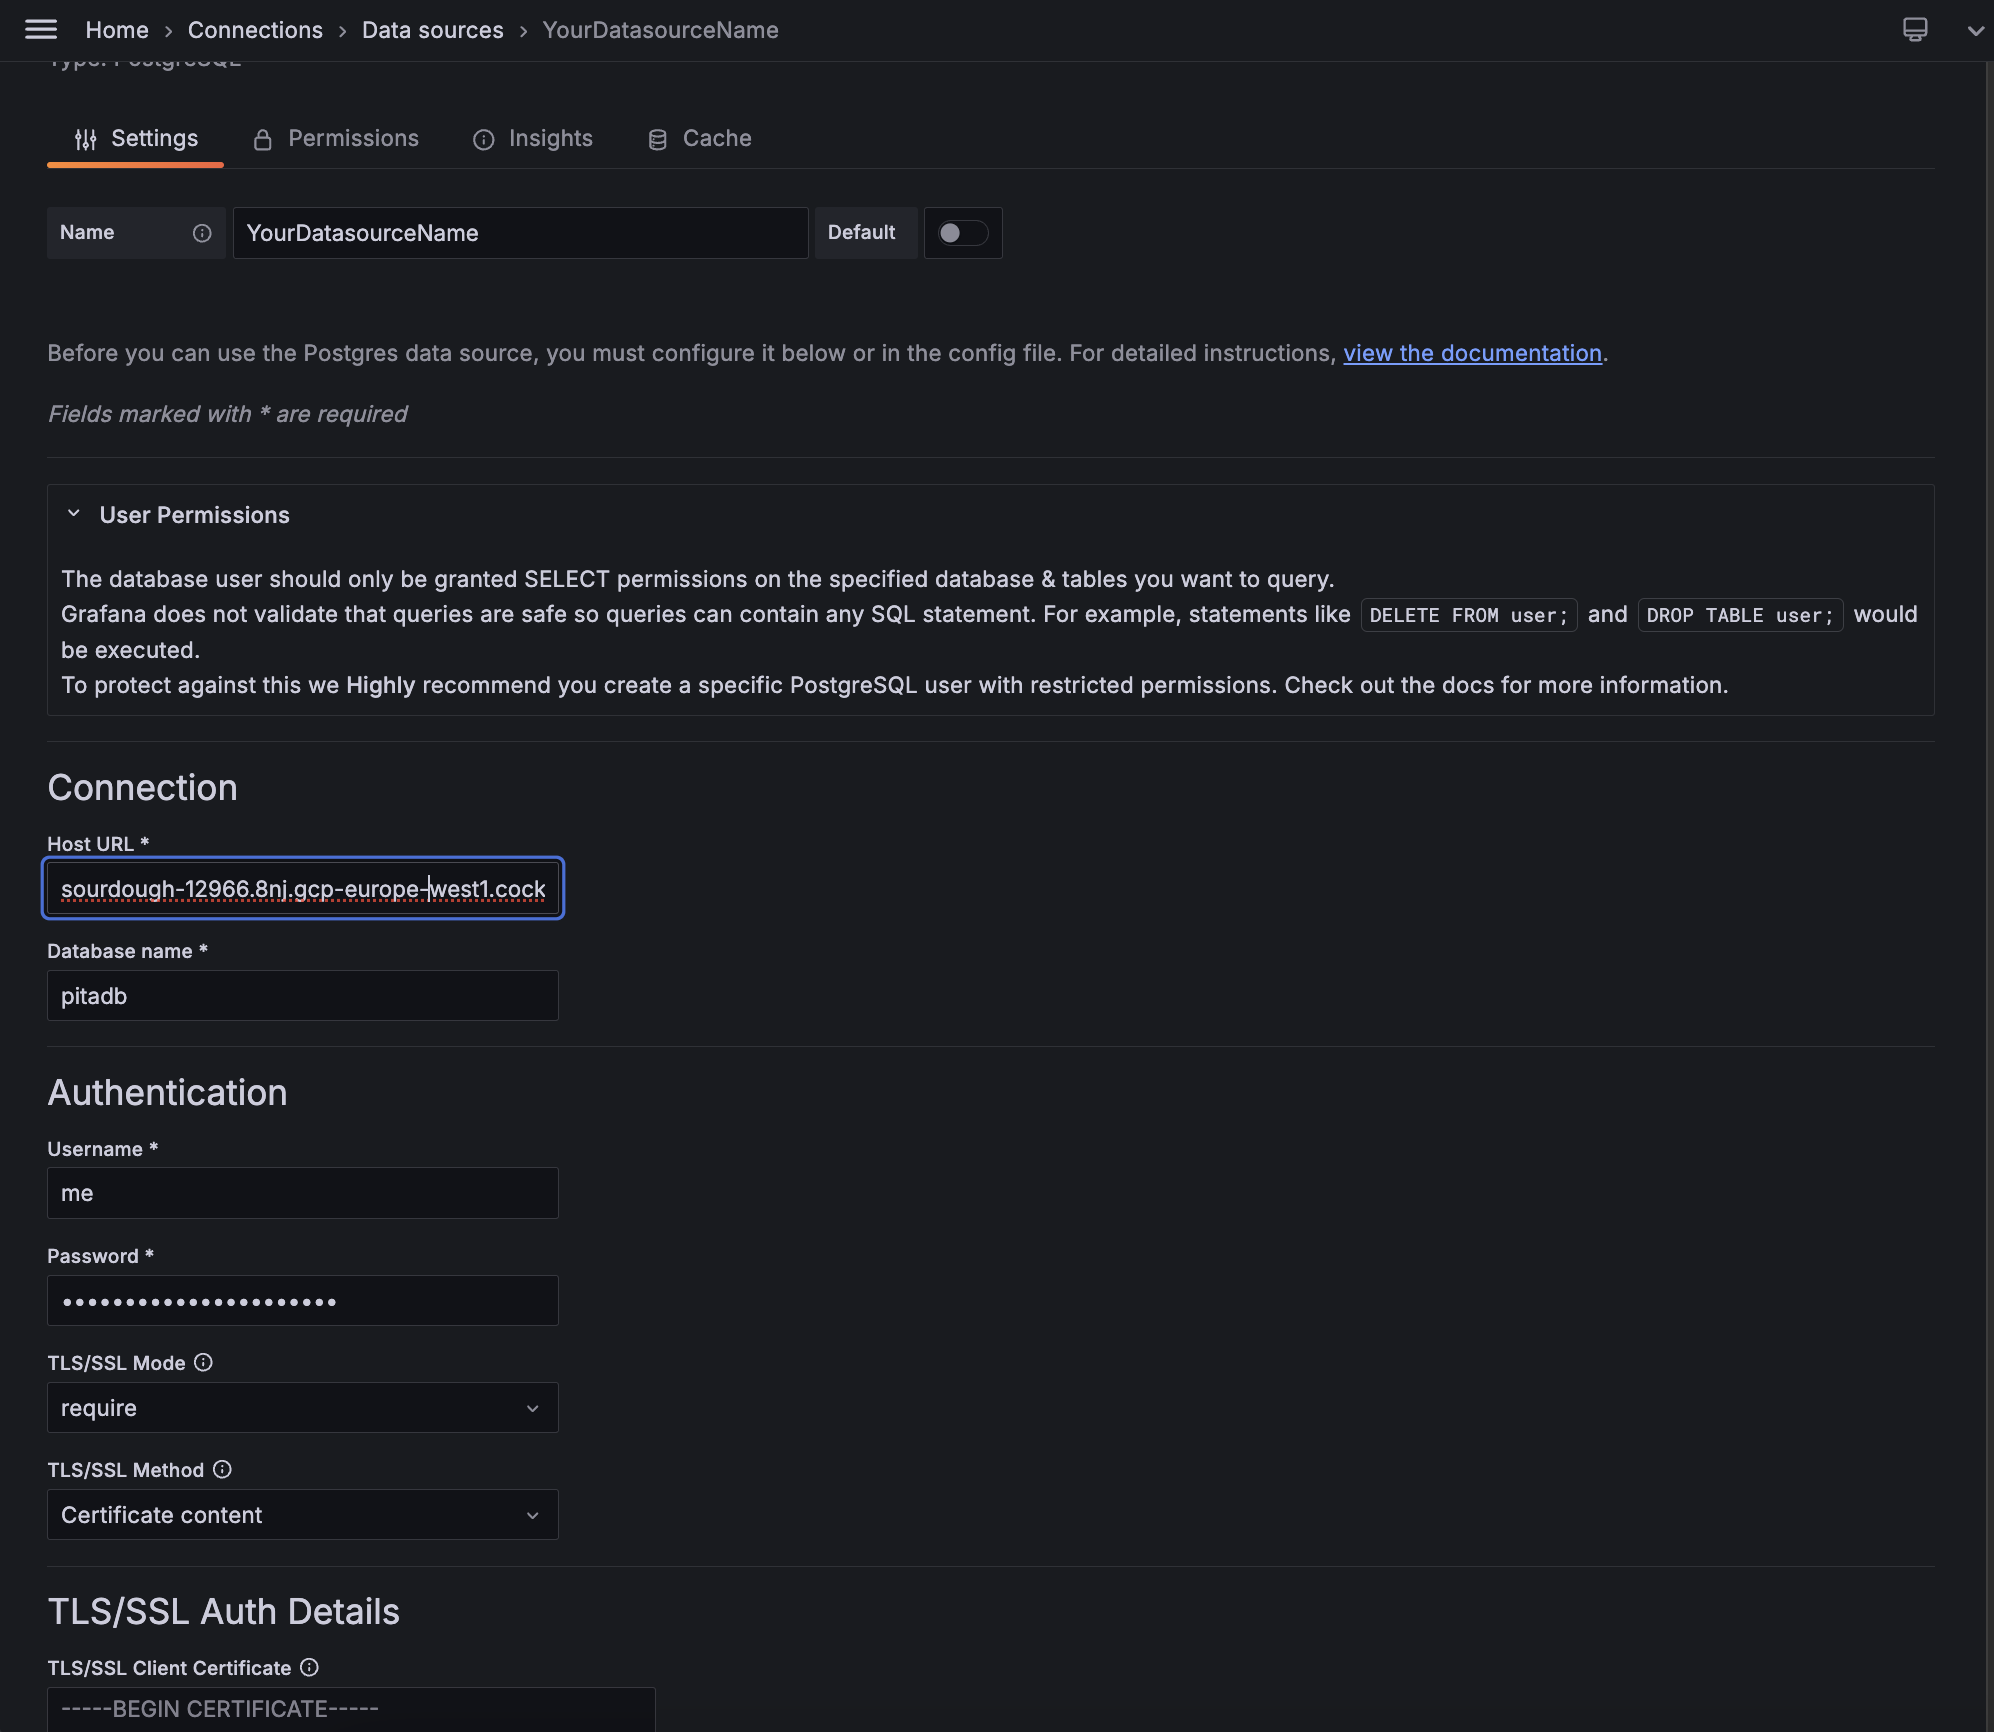 Home › Connections › Data sources › YourDatasourceName
Type: PostgreSQL
Settings Permissions Insights Cache
Name YourDatasourceName Default
Before you can use the Postgres data source, you must configure it below or in the config file. For detailed instructions, view the documentation.
Fields marked with * are required
User Permissions
The database user should only be granted SELECT permissions on the specified database & tables you want to query.
Grafana does not validate that queries are safe so queries can contain any SQL statement. For example, statements like DELETE FROM user; and DROP TABLE user; would
be executed.
To protect against this we Highly recommend you create a specific PostgreSQL user with restricted permissions. Check out the docs for more information.
Connection
Host URL *
sourdough-12966.8nj.gcp-europe-west1.cock
Database name *
pitadb
Authentication
Username *
me
Password *
••••••••••••••••••••••
TLS/SSL Mode
require
TLS/SSL Method
Certificate content
TLS/SSL Auth Details
TLS/SSL Client Certificate
-----BEGIN CERTIFICATE-----